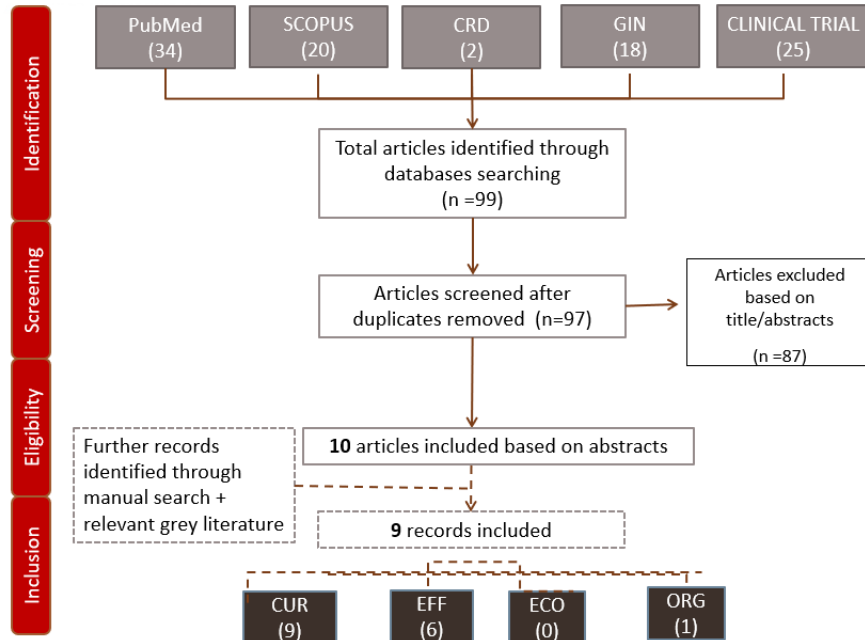 PubMed
(34)
SCOPUS
(20)
CRD
(2)
GIN
(18)
CLINICAL TRIAL
(25)
Identification
Total articles identified through
databases searching
(n =99)
Screening
Articles screened after
duplicates removed (n=97)
Articles excluded
based on
title/abstracts
(n =87)
Eligibility
10 articles included based on abstracts
Further records
identified through
manual search +
relevant grey literature
Inclusion
9 records included
CUR
(9)
EFF
(6)
ECO
(0)
ORG
(1)